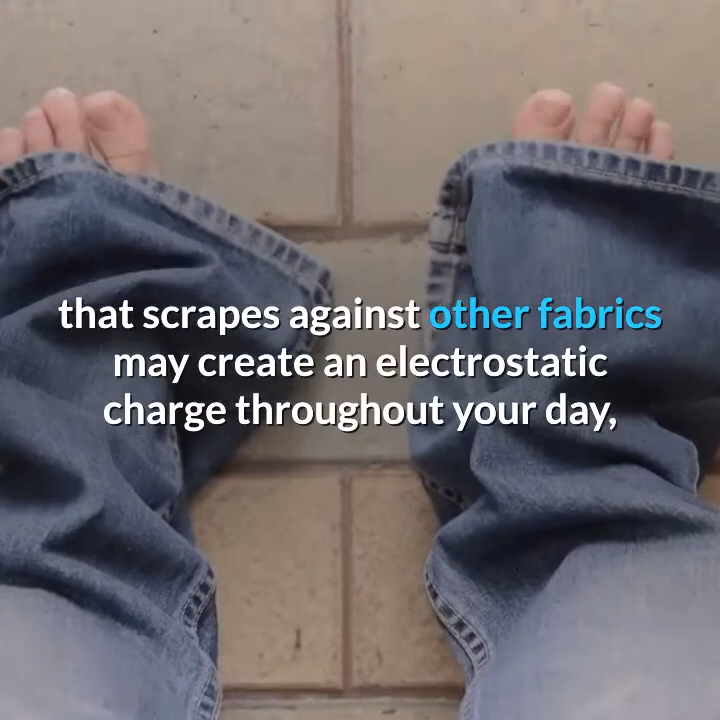 that scrapes against other fabrics
may create an electrostatic
charge throughout your day,